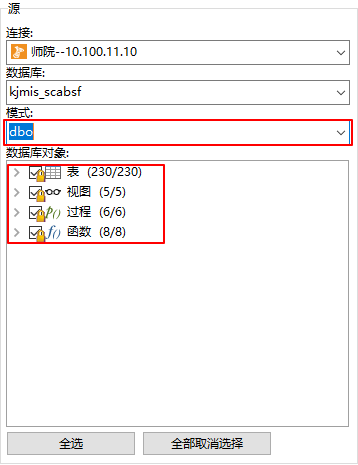 源
连接:
师院--10.100.11.10
数据库:
kjmis_scabsf
模式:
dbo
数据库对象:
表 (230/230)
视图 (5/5)
p() 过程 (6/6)
f() 函数 (8/8)
全选
全部取消选择